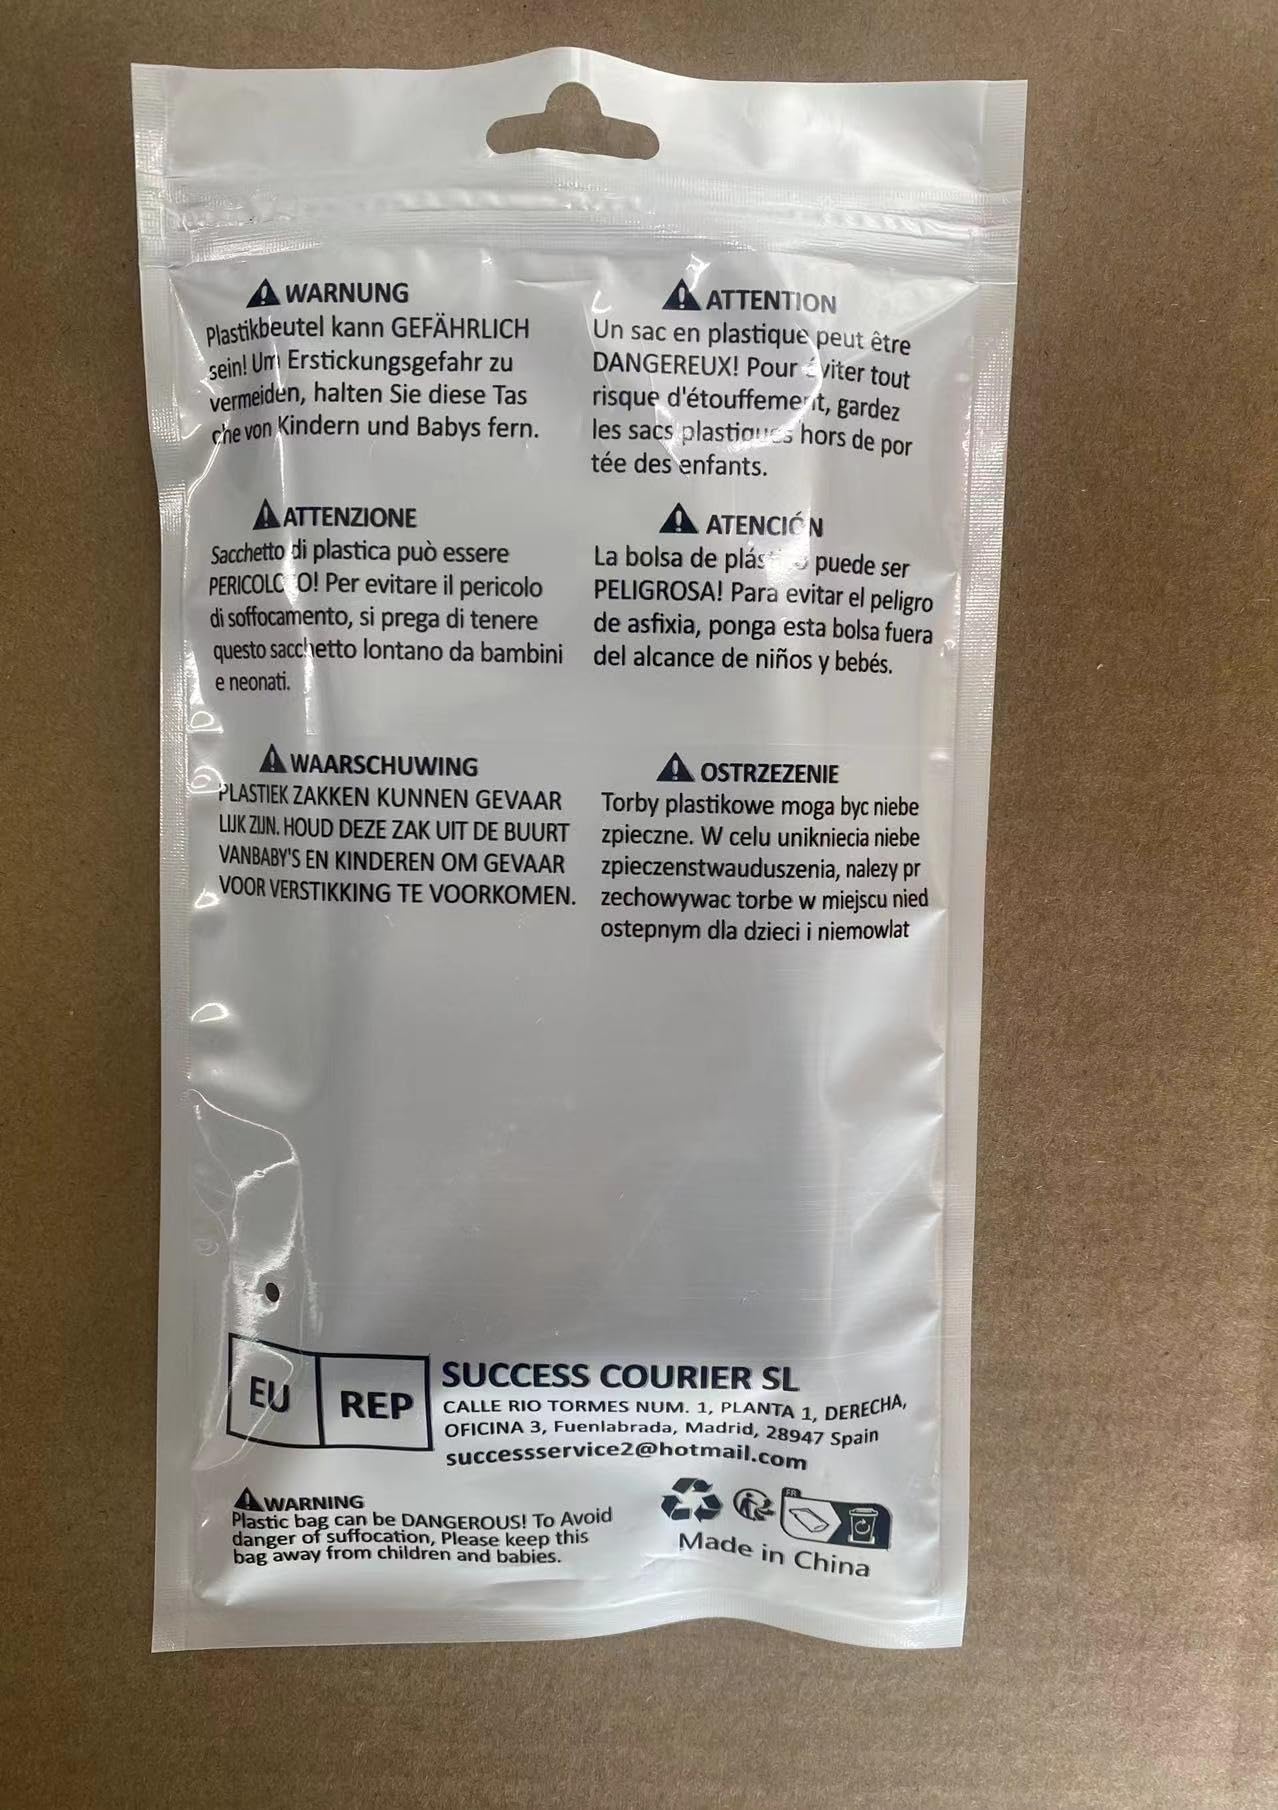 WARNUNG
Plastikbeutel kann GEFÄHRLICH
sein! Um Erstickungsgefahr zu
vermeiden, halten Sie diese Tas
che von Kindern und Babys fern.
ATTENTION
Un sac en plastique peut être
DANGEREUX! Pour éviter tout
risque d'étouffement, gardez
les sacs plastiques hors de por
tée des enfants.
ATTENZIONE
Sacchetto di plastica può essere
PERICOLOSO! Per evitare il pericolo
di soffocamento, si prega di tenere
questo sacchetto lontano da bambini
e neonati.
ATENCIÓN
La bolsa de plástico puede ser
PELIGROSA! Para evitar el peligro
de asfixia, ponga esta bolsa fuera
del alcance de niños y bebés.
WAARSCHUWING
PLASTIEK ZAKKEN KUNNEN GEVAAR
LIJK ZIJN. HOUD DEZE ZAK UIT DE BUURT
VANBABY'S EN KINDEREN OM GEVAAR
VOOR VERSTIKKING TE VOORKOMEN.
OSTRZEZENIE
Torby plastikowe moga byc niebe
zpieczne. W celu unikniecia niebe
zpieczenstwauduszenia, nalezy pr
zechowywac torbe w miejscu nied
ostepnym dla dzieci i niemowlat
EU REP
SUCCESS COURIER SL
CALLE RIO TORMES NUM. 1, PLANTA 1, DERECHA,
OFICINA 3, Fuenlabrada, Madrid, 28947 Spain
successservice2@hotmail.com
WARNING
Plastic bag can be DANGEROUS! To Avoid
danger of suffocation, Please keep this
bag away from children and babies.
FR
Made in China